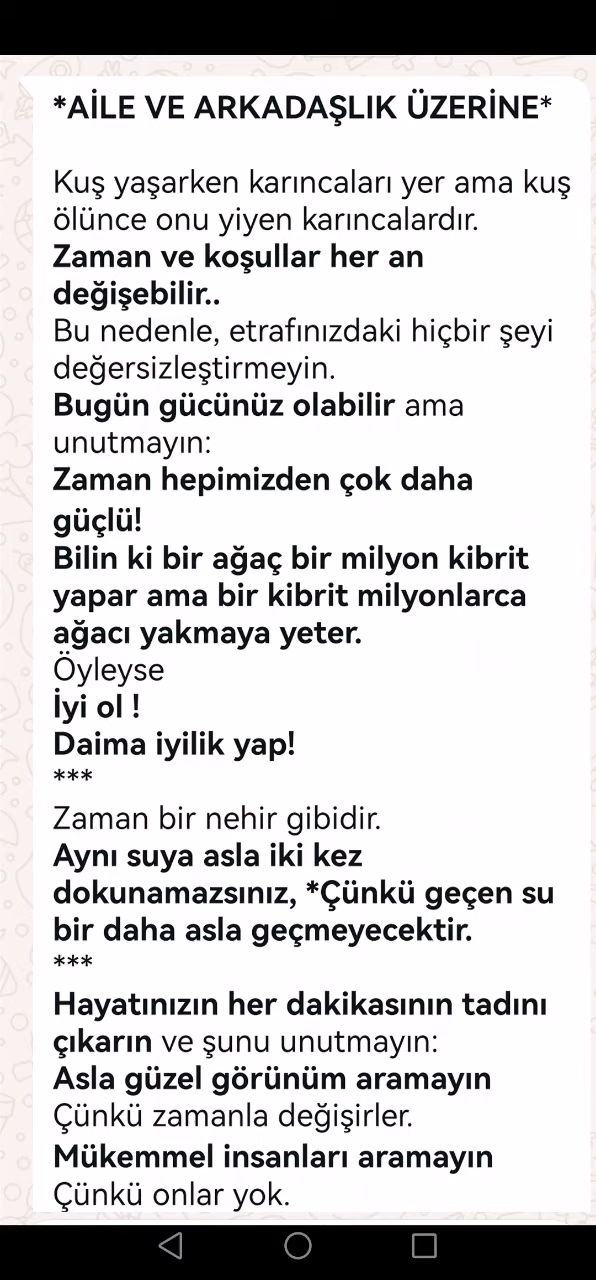 *AİLE VE ARKADAŞLIK ÜZERİNE*
Kuş yaşarken karıncaları yer ama kuş
ölünce onu yiyen karıncalardır.
Zaman ve koşullar her an
değişebilir..
Bu nedenle, etrafınızdaki hiçbir şeyi
değersizleştirmeyin.
Bugün gücünüz olabilir ama
unutmayın:
Zaman hepimizden çok daha
güçlü!
Bilin ki bir ağaç bir milyon kibrit
yapar ama bir kibrit milyonlarca
ağacı yakmaya yeter.
Öyleyse
İyi ol !
Daima iyilik yap!
***
Zaman bir nehir gibidir.
Aynı suya asla iki kez
dokunamazsınız, *Çünkü geçen su
bir daha asla geçmeyecektir.
***
Hayatınızın her dakikasının tadını
çıkarın ve şunu unutmayın:
Asla güzel görünüm aramayın
Çünkü zamanla değişirler.
Mükemmel insanları aramayın
Çünkü onlar yok.